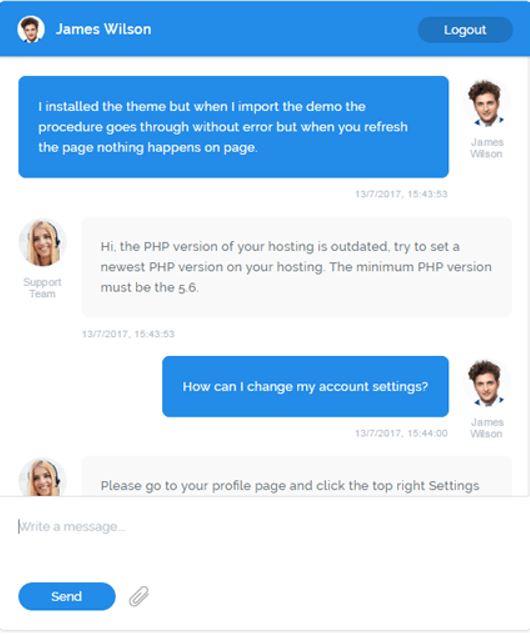 James Wilson
Logout
I installed the theme but when I import the demo the
procedure goes through without error but when you refresh
the page nothing happens on page.
James
Wilson
13/7/2017, 15:43:53
Hi, the PHP version of your hosting is outdated, try to set a
newest PHP version on your hosting. The minimum PHP version
must be the 5.6.
Support
Team
13/7/2017, 15:43:53
How can I change my account settings?
James
Wilson
13/7/2017, 15:44:00
Please go to your profile page and click the top right Settings
Write a message...
Send